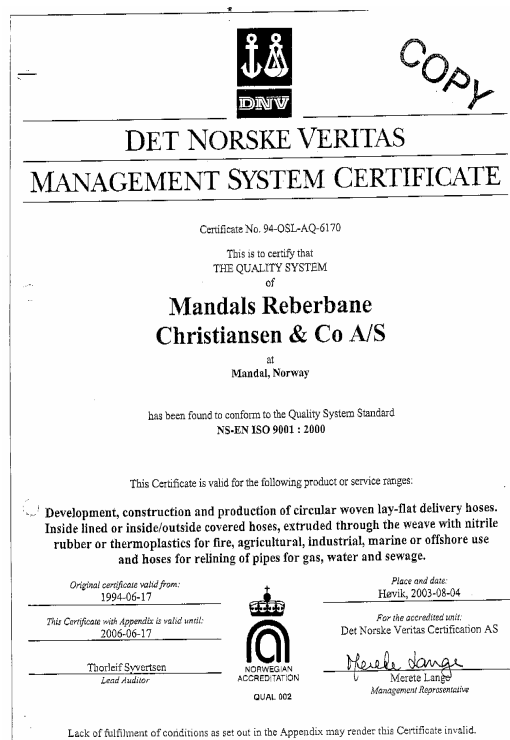 COPY
DNV
DET NORSKE VERITAS
MANAGEMENT SYSTEM CERTIFICATE
Certificate No. 94-OSL-AQ-6170
This is to certify that
THE QUALITY SYSTEM
of
Mandals Reberbane
Christiansen & Co A/S
at
Mandal, Norway
has been found to conform to the Quality System Standard
NS-EN ISO 9001 : 2000
This Certificate is valid for the following product or service ranges:
Development, construction and production of circular woven lay-flat delivery hoses.
Inside lined or inside/outside covered hoses, extruded through the weave with nitrile
rubber or thermoplastics for fire, agricultural, industrial, marine or offshore use
and hoses for relining of pipes for gas, water and sewage.
Original certificate valid from:
1994-06-17
This Certificate with Appendix is valid until:
2006-06-17
Thorleif Syvertsen
Lead Auditor
NORWEGIAN
ACCREDITATION
QUAL 002
Place and date:
Høvik, 2003-08-04
For the accredited unit:
Det Norske Veritas Certification AS
Merete Lange
Merete Lange
Management Representative
Lack of fulfilment of conditions as set out in the Appendix may render this Certificate invalid.